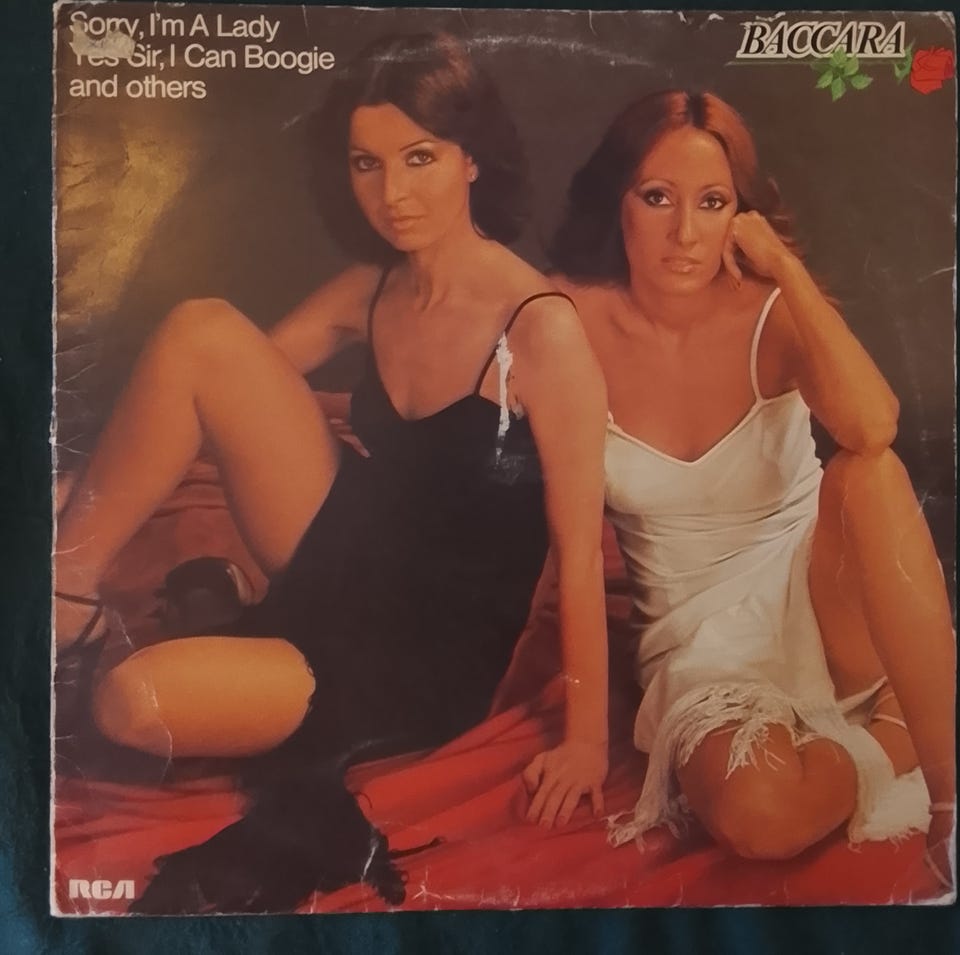 Sorry, I'm A Lady
Yes Sir, I Can Boogie
and others
BACCARA
RCA